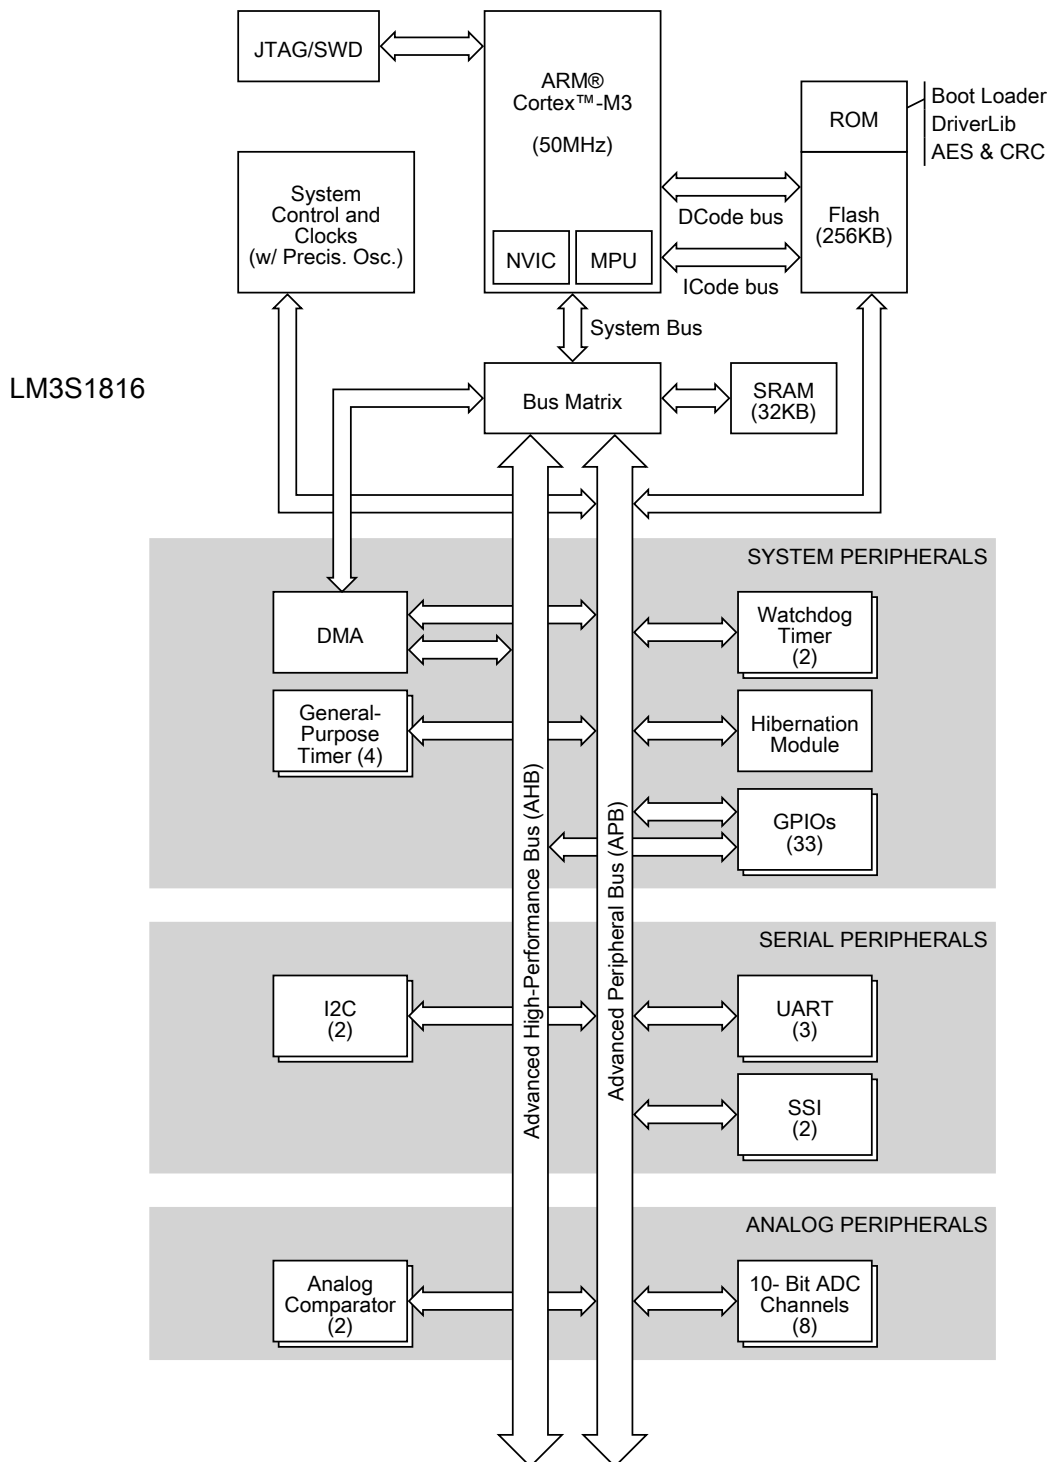 JTAG/SWD
ARM®
Cortex™-M3
(50MHz)
NVIC
MPU
ROM
Boot Loader
DriverLib
AES & CRC
Flash
(256KB)
DCode bus
ICode bus
System
Control and
Clocks
(w/ Precis. Osc.)
System Bus
LM3S1816
Bus Matrix
SRAM
(32KB)
SYSTEM PERIPHERALS
DMA
Watchdog
Timer
(2)
General-
Purpose
Timer (4)
Hibernation
Module
GPIOs
(33)
Advanced High-Performance Bus (AHB)
Advanced Peripheral Bus (APB)
SERIAL PERIPHERALS
I2C
(2)
UART
(3)
SSI
(2)
ANALOG PERIPHERALS
Analog
Comparator
(2)
10- Bit ADC
Channels
(8)